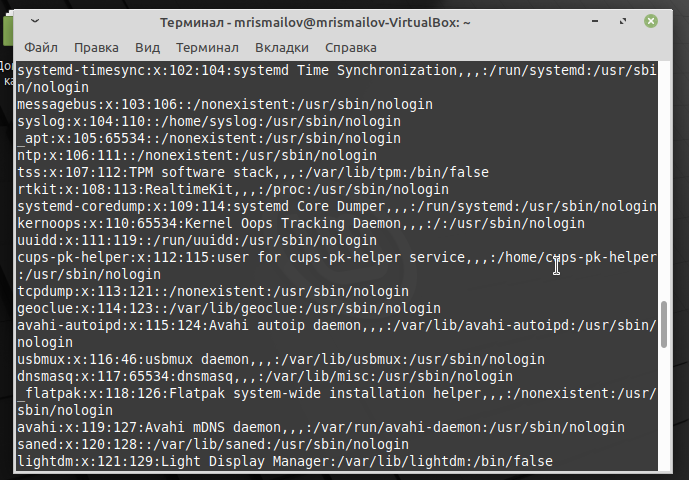 Терминал - mrismailov@mrismailov-VirtualBox: ~
Файл Правка Вид Терминал Вкладки Справка
systemd-timesync:x:102:104:systemd Time Synchronization,,,:/run/systemd:/usr/sbi
n/nologin
messagebus:x:103:106::/nonexistent:/usr/sbin/nologin
syslog:x:104:110::/home/syslog:/usr/sbin/nologin
_apt:x:105:65534::/nonexistent:/usr/sbin/nologin
ntp:x:106:111::/nonexistent:/usr/sbin/nologin
tss:x:107:112:TPM software stack,,,:/var/lib/tpm:/bin/false
rtkit:x:108:113:RealtimeKit,,,:/proc:/usr/sbin/nologin
systemd-coredump:x:109:114:systemd Core Dumper,,,:/run/systemd:/usr/sbin/nologin
kernoops:x:110:65534:Kernel Oops Tracking Daemon,,,:/:/usr/sbin/nologin
uuidd:x:111:119::/run/uuidd:/usr/sbin/nologin
cups-pk-helper:x:112:115:user for cups-pk-helper service,,,:/home/cups-pk-helper
:/usr/sbin/nologin
tcpdump:x:113:121::/nonexistent:/usr/sbin/nologin
geoclue:x:114:123::/var/lib/geoclue:/usr/sbin/nologin
avahi-autoipd:x:115:124:Avahi autoip daemon,,,:/var/lib/avahi-autoipd:/usr/sbin/
nologin
usbmux:x:116:46:usbmux daemon,,,:/var/lib/usbmux:/usr/sbin/nologin
dnsmasq:x:117:65534:dnsmasq,,,:/var/lib/misc:/usr/sbin/nologin
_flatpak:x:118:126:Flatpak system-wide installation helper,,,:/nonexistent:/usr/
sbin/nologin
avahi:x:119:127:Avahi mDNS daemon,,,:/var/run/avahi-daemon:/usr/sbin/nologin
saned:x:120:128::/var/lib/saned:/usr/sbin/nologin
lightdm:x:121:129:Light Display Manager:/var/lib/lightdm:/bin/false